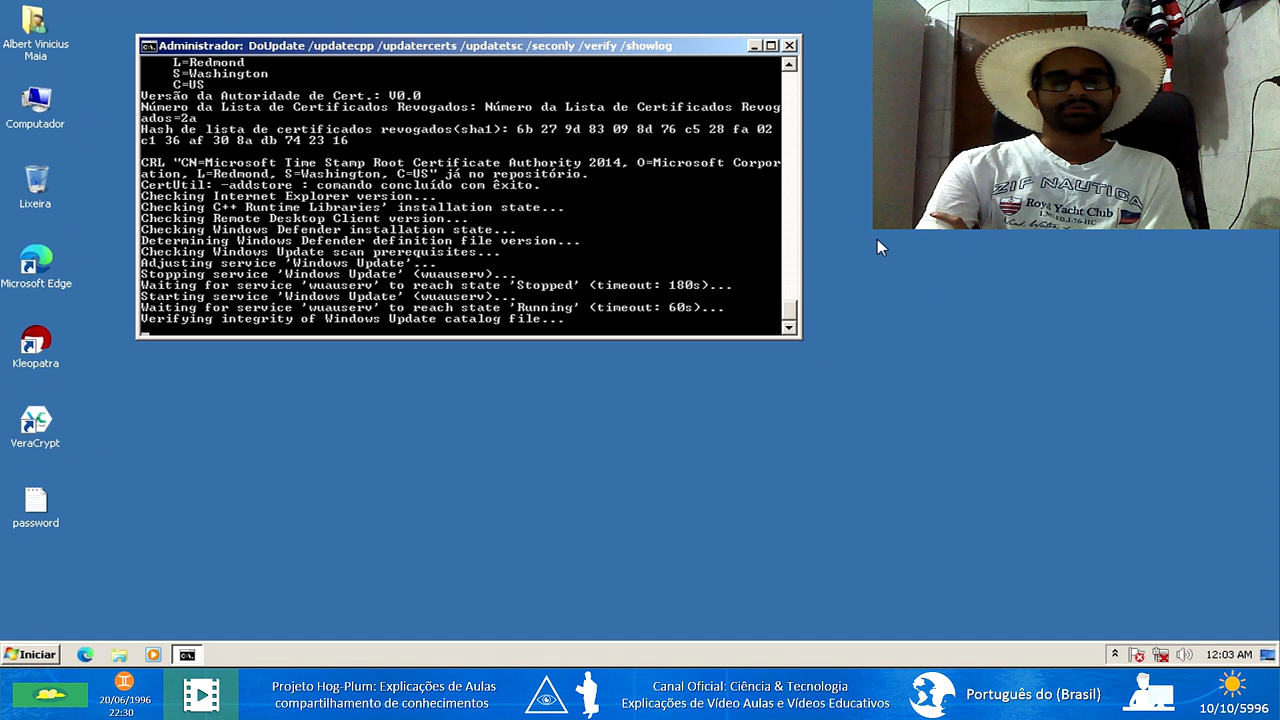 Albert Vinicius
Maia
Computador
Lixeira
Microsoft Edge
Kleopatra
VeraCrypt
password
Administrador: DoUpdate /updatecpp /updatercerts /updatetsc /seconly /verify /showlog
L=Redmond
S=Washington
C=US
Versão da Autoridade de Cert.: V0.0
Número da Lista de Certificados Revogados: Número da Lista de Certificados Revog
ados=2a
Hash de lista de certificados revogados(sha1): 6b 27 9d 83 09 8d 76 c5 28 fa 02
c1 36 af 30 8a db 74 23 16
CRL "CN=Microsoft Time Stamp Root Certificate Authority 2014, O=Microsoft Corpor
ation, L=Redmond, S=Washington, C=US" já no repositório.
CertUtil: -addstore : comando concluído com êxito.
Checking Internet Explorer version...
Checking C++ Runtime Libraries' installation state...
Checking Remote Desktop Client version...
Checking Windows Defender installation state...
Determining Windows Defender definition file version...
Checking Windows Update scan prerequisites...
Adjusting service 'Windows Update'...
Stopping service 'Windows Update' (wuauserv)...
Waiting for service 'wuauserv' to reach state 'Stopped' (timeout: 180s)...
Starting service 'Windows Update' (wuauserv)...
Waiting for service 'wuauserv' to reach state 'Running' (timeout: 60s)...
Verifying integrity of Windows Update catalog file...
ZIF NAUTICA
Royal Yacht Club
Iniciar
12:03 AM
20/06/1996
22:30
Projeto Hog-Plum: Explicações de Aulas
compartilhamento de conhecimentos
Canal Oficial: Ciência & Tecnologia
Explicações de Vídeo Aulas e Vídeos Educativos
Português do (Brasil)
10/10/5996